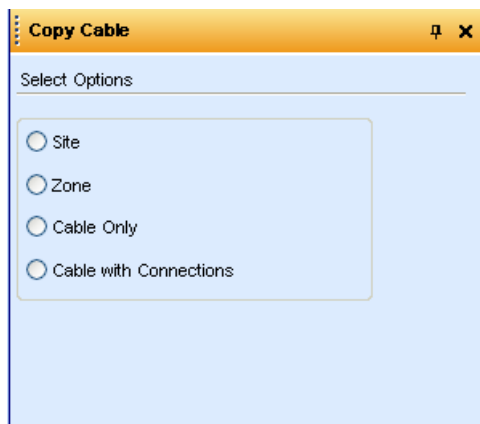 Copy Cable
Select Options
Site
Zone
Cable Only
Cable with Connections